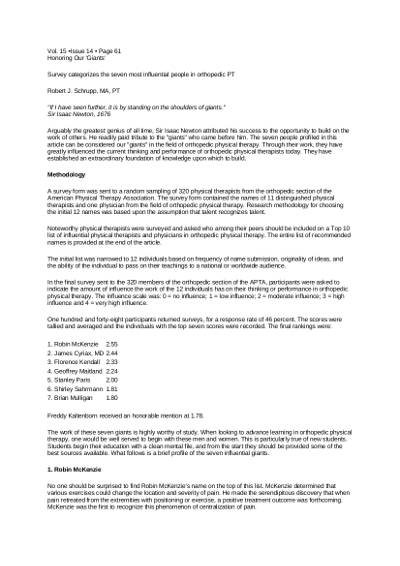 Vol. 15 •Issue 14 • Page 61
Honoring Our 'Giants'
Survey categorizes the seven most influential people in orthopedic PT
Robert J. Schrupp, MA, PT
"If I have seen further, it is by standing on the shoulders of giants."
Sir Isaac Newton, 1676
Arguably the greatest genius of all time, Sir Isaac Newton attributed his success to the opportunity to build on the
work of others. He readily paid tribute to the "giants" who came before him. The seven people profiled in this
article can be considered our "giants" in the field of orthopedic physical therapy. Through their work, they have
greatly influenced the current thinking and performance of orthopedic physical therapists today. They have
established an extraordinary foundation of knowledge upon which to build.
Methodology
A survey form was sent to a random sampling of 320 physical therapists from the orthopedic section of the
American Physical Therapy Association. The survey form contained the names of 11 distinguished physical
therapists and one physician from the field of orthopedic physical therapy. Research methodology for choosing
the initial 12 names was based upon the assumption that talent recognizes talent.
Noteworthy physical therapists were surveyed and asked who among their peers should be included on a Top 10
list of influential physical therapists and physicians in orthopedic physical therapy. The entire list of recommended
names is provided at the end of the article.
The initial list was narrowed to 12 individuals based on frequency of name submission, originality of ideas, and
the ability of the individual to pass on their teachings to a national or worldwide audience.
In the final survey sent to the 320 members of the orthopedic section of the APTA, participants were asked to
indicate the amount of influence the work of the 12 individuals has on their thinking or performance in orthopedic
physical therapy. The influence scale was: 0 = no influence; 1 = low influence; 2 = moderate influence; 3 = high
influence and 4 = very high influence.
One hundred and forty-eight participants returned surveys, for a response rate of 46 percent. The scores were
tallied and averaged and the individuals with the top seven scores were recorded. The final rankings were:
1. Robin McKenzie 2.55
2. James Cyriax, MD 2.44
3. Florence Kendall 2.33
4. Geoffrey Maitland 2.24
5. Stanley Paris 2.00
6. Shirley Sahrmann 1.81
7. Brian Mulligan 1.80
Freddy Kaltenborn received an honorable mention at 1.78.
The work of these seven giants is highly worthy of study. When looking to advance learning in orthopedic physical
therapy, one would be well served to begin with these men and women. This is particularly true of new students.
Students begin their education with a clean mental file, and from the start they should be provided some of the
best sources available. What follows is a brief profile of the seven influential giants.
1. Robin McKenzie
No one should be surprised to find Robin McKenzie's name on the top of this list. McKenzie determined that
various exercises could change the location and severity of pain. He made the serendipitous discovery that when
pain retreated from the extremities with positioning or exercise, a positive treatment outcome was forthcoming.
McKenzie was the first to recognize this phenomenon of centralization of pain.